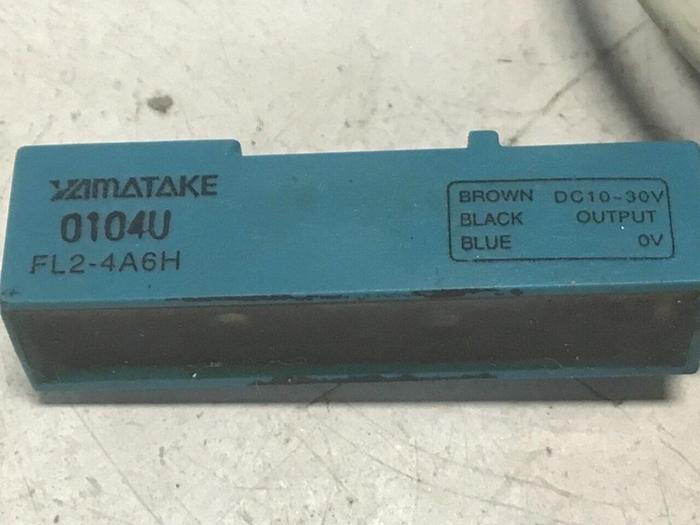 YAMATAKE
0104U
FL2-4A6H
BROWN DC10~30V
BLACK OUTPUT
BLUE 0V